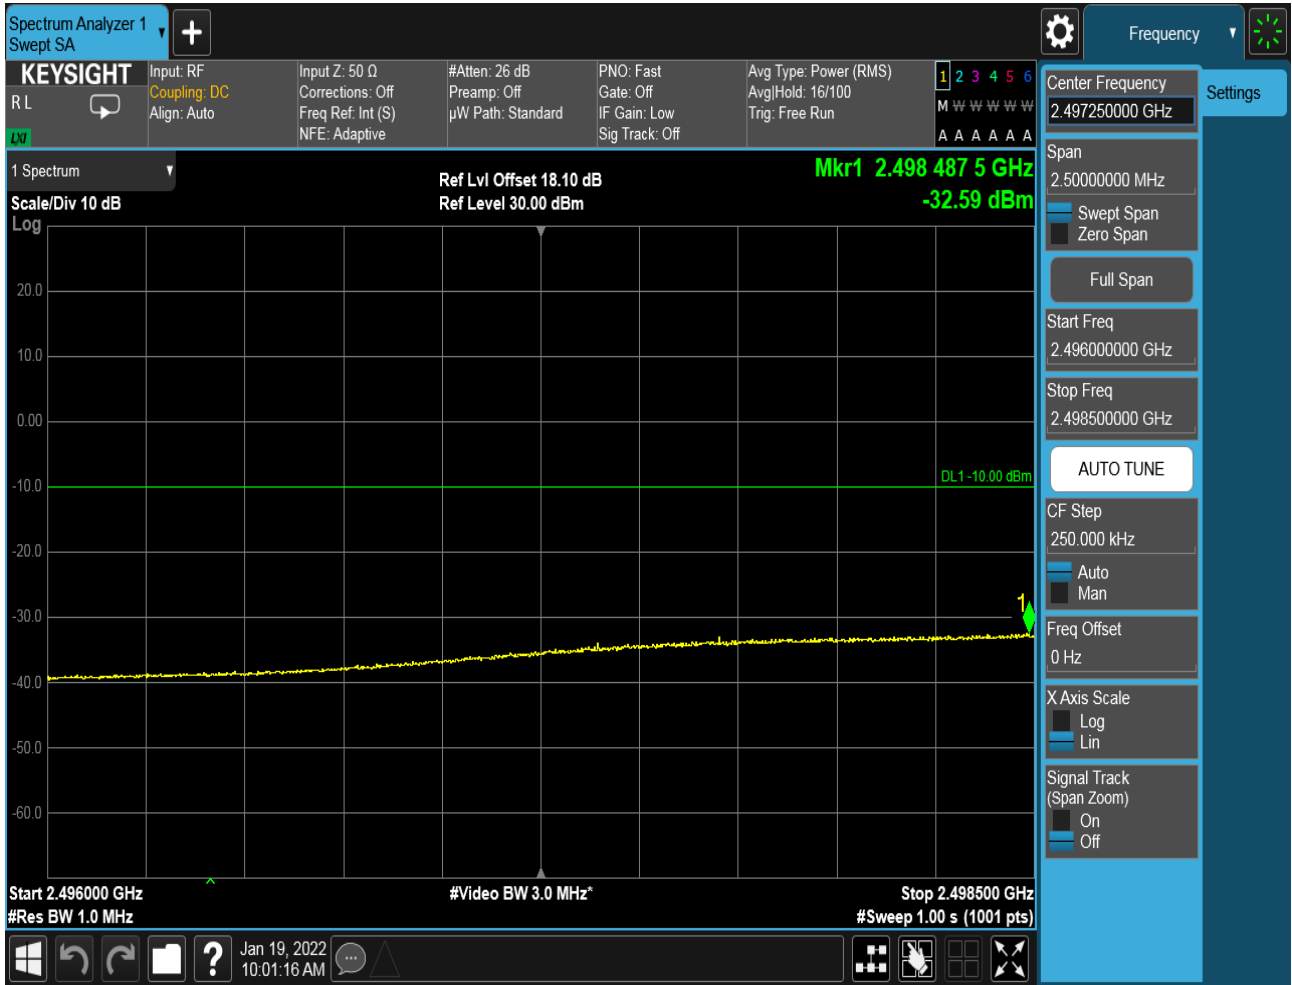 Spectrum Analyzer 1
Swept SA
Frequency
KEYSIGHT
R L
LXI
Input: RF
Coupling: DC
Align: Auto
Input Z: 50 Ω
Corrections: Off
Freq Ref: Int (S)
NFE: Adaptive
#Atten: 26 dB
Preamp: Off
µW Path: Standard
PNO: Fast
Gate: Off
IF Gain: Low
Sig Track: Off
Avg Type: Power (RMS)
Avg|Hold: 16/100
Trig: Free Run
1 2 3 4 5 6
M W W W W W
A A A A A A
1 Spectrum
Scale/Div 10 dB
Log
Ref Lvl Offset 18.10 dB
Ref Level 30.00 dBm
Mkr1 2.498 487 5 GHz
-32.59 dBm
20.0
10.0
0.00
-10.0
-20.0
-30.0
-40.0
-50.0
-60.0
DL1 -10.00 dBm
1
Start 2.496000 GHz
#Res BW 1.0 MHz
#Video BW 3.0 MHz*
Stop 2.498500 GHz
#Sweep 1.00 s (1001 pts)
Center Frequency
2.497250000 GHz
Settings
Span
2.50000000 MHz
Swept Span
Zero Span
Full Span
Start Freq
2.496000000 GHz
Stop Freq
2.498500000 GHz
AUTO TUNE
CF Step
250.000 kHz
Auto
Man
Freq Offset
0 Hz
X Axis Scale
Log
Lin
Signal Track
(Span Zoom)
On
Off
?
Jan 19, 2022
10:01:16 AM